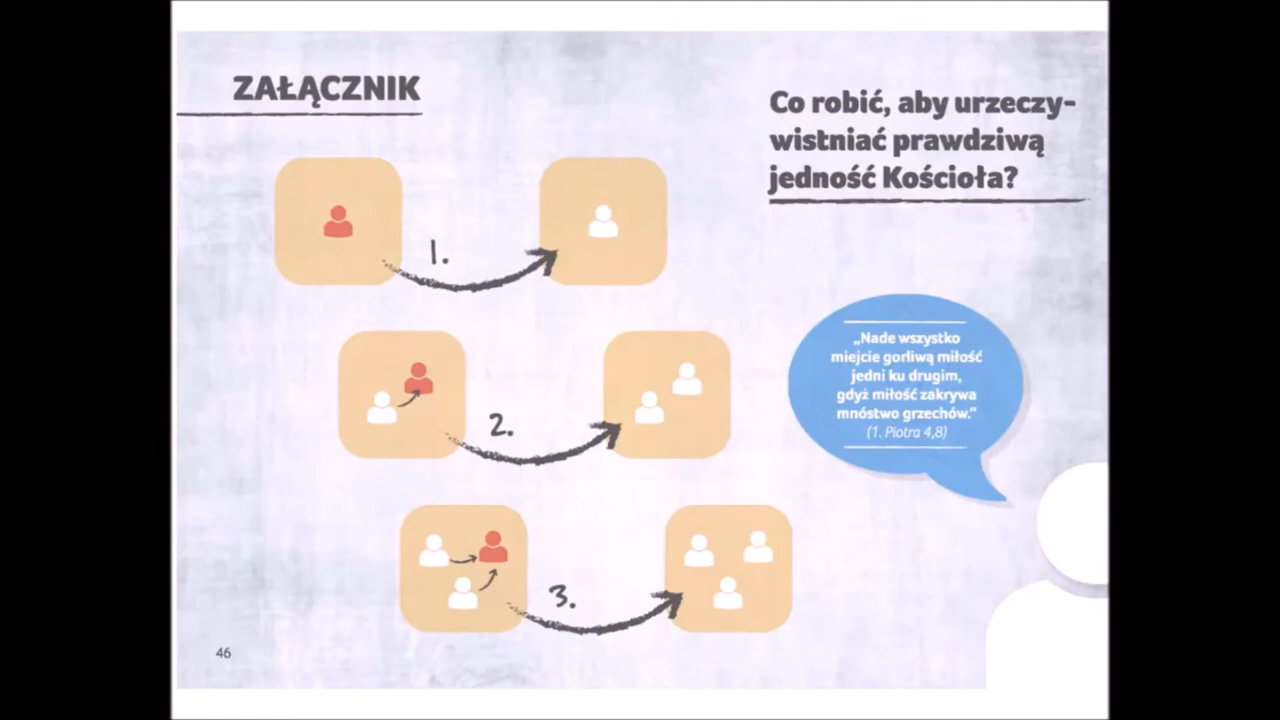 ZAŁĄCZNIK
Co robić, aby urzeczy-
wistniać prawdziwą
jedność Kościoła?
1.
2.
3.
„Nade wszystko
miejcie gorliwą miłość
jedni ku drugim,
gdyż miłość zakrywa
mnóstwo grzechów.“
(1. Piotra 4,8)
46